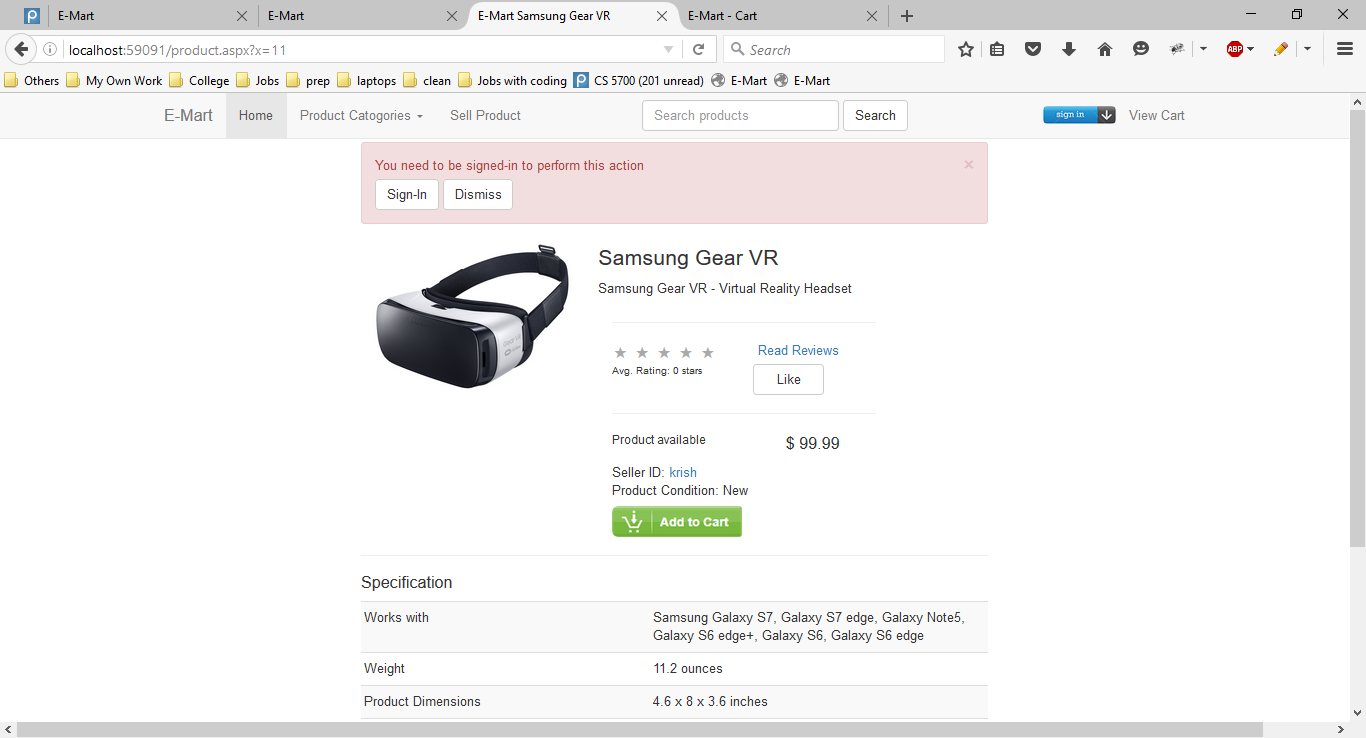 E-Mart
E-Mart
E-Mart Samsung Gear VR
E-Mart - Cart
localhost:59091/product.aspx?x=11
Search
ABP
Others
My Own Work
College
Jobs
prep
laptops
clean
Jobs with coding
CS 5700 (201 unread)
E-Mart
E-Mart
E-Mart
Home
Product Catogories
Sell Product
Search products
Search
sign in
View Cart
You need to be signed-in to perform this action
×
Sign-In
Dismiss
Samsung Gear VR
Samsung Gear VR - Virtual Reality Headset
Gear VR
Read Reviews
Avg. Rating: 0 stars
Like
Product available
$ 99.99
Seller ID: krish
Product Condition: New
Add to Cart
Specification
Works with
Samsung Galaxy S7, Galaxy S7 edge, Galaxy Note5,
Galaxy S6 edge+, Galaxy S6, Galaxy S6 edge
Weight
11.2 ounces
Product Dimensions
4.6 x 8 x 3.6 inches